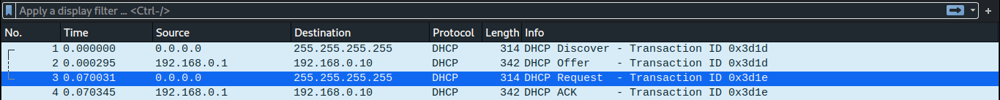 Apply a display filter … <Ctrl-/>
No. Time Source Destination Protocol Length Info
1 0.000000 0.0.0.0 255.255.255.255 DHCP 314 DHCP Discover - Transaction ID 0x3d1d
2 0.000295 192.168.0.1 192.168.0.10 DHCP 342 DHCP Offer - Transaction ID 0x3d1d
3 0.070031 0.0.0.0 255.255.255.255 DHCP 314 DHCP Request - Transaction ID 0x3d1e
4 0.070345 192.168.0.1 192.168.0.10 DHCP 342 DHCP ACK - Transaction ID 0x3d1e